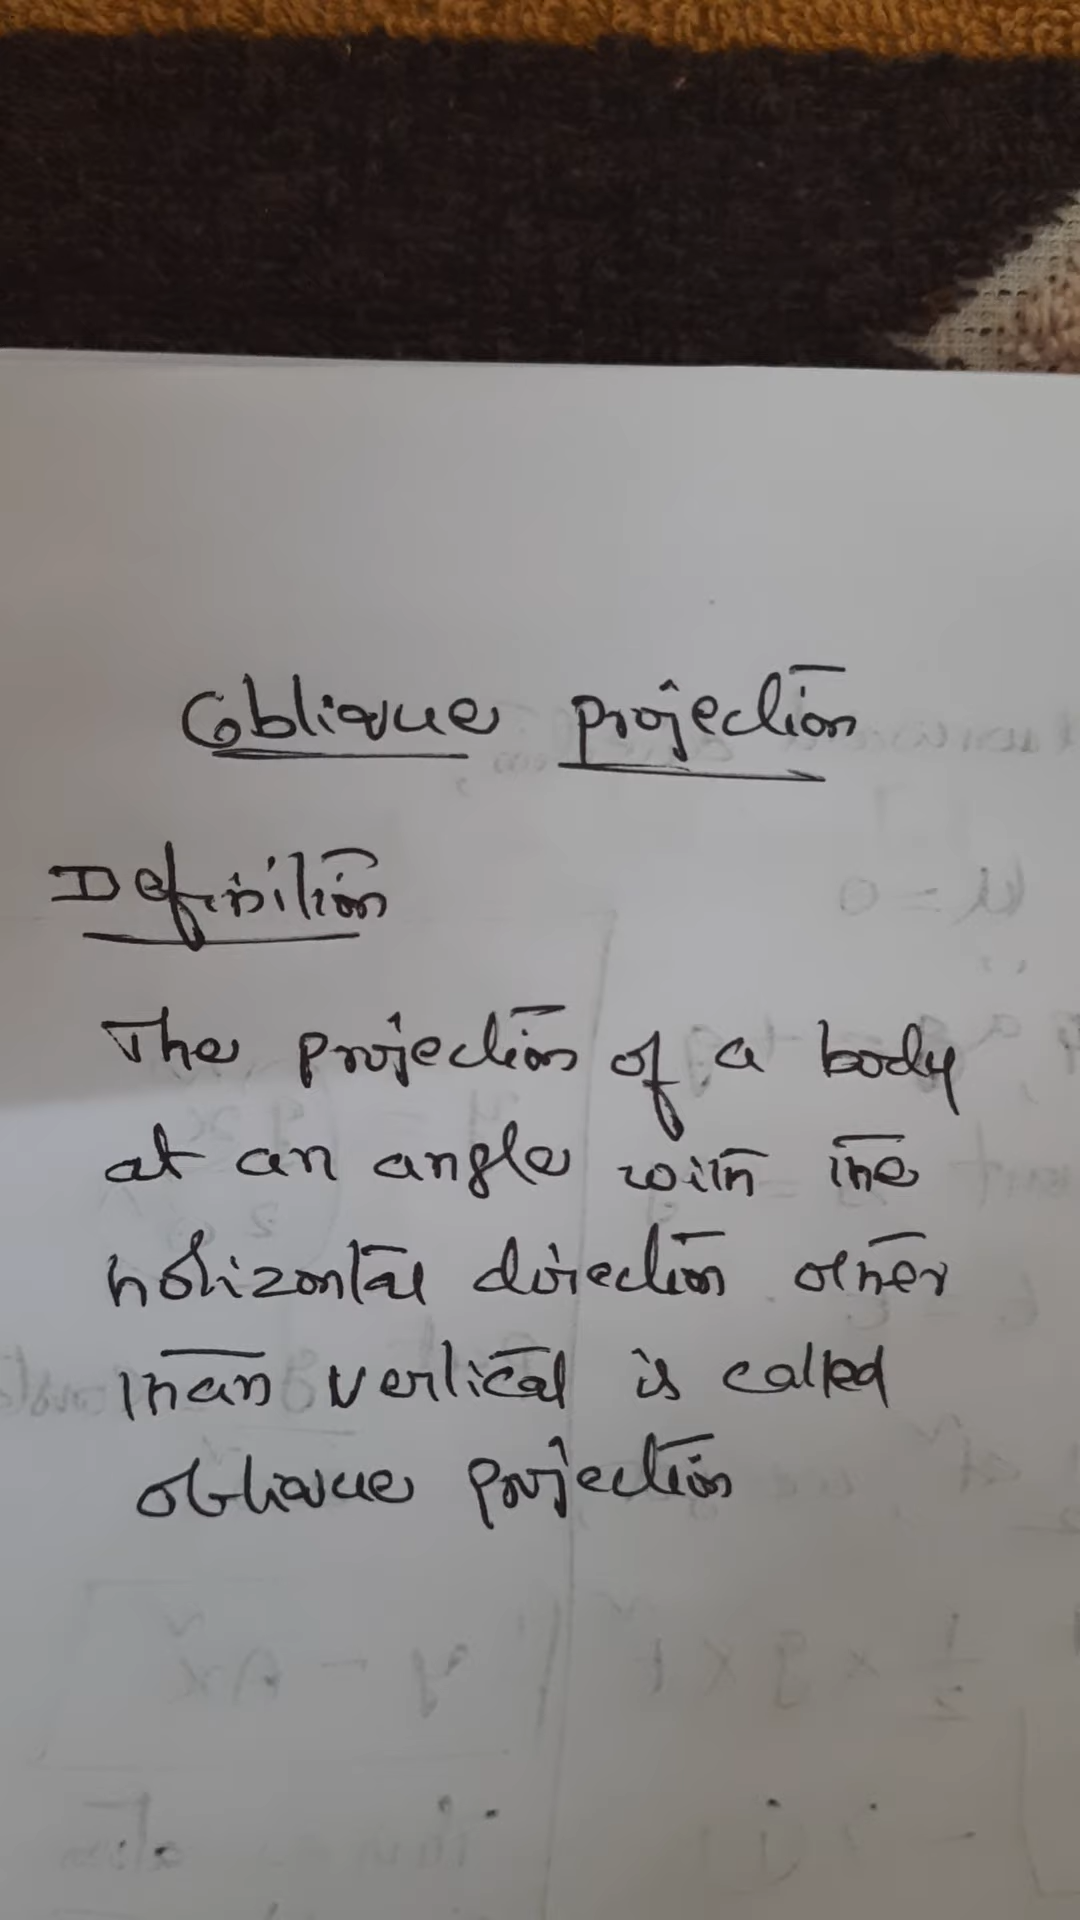 Oblique projection
Definition
The projection of a body
at an angle with the
horizontal direction other
than vertical is called
oblique projection